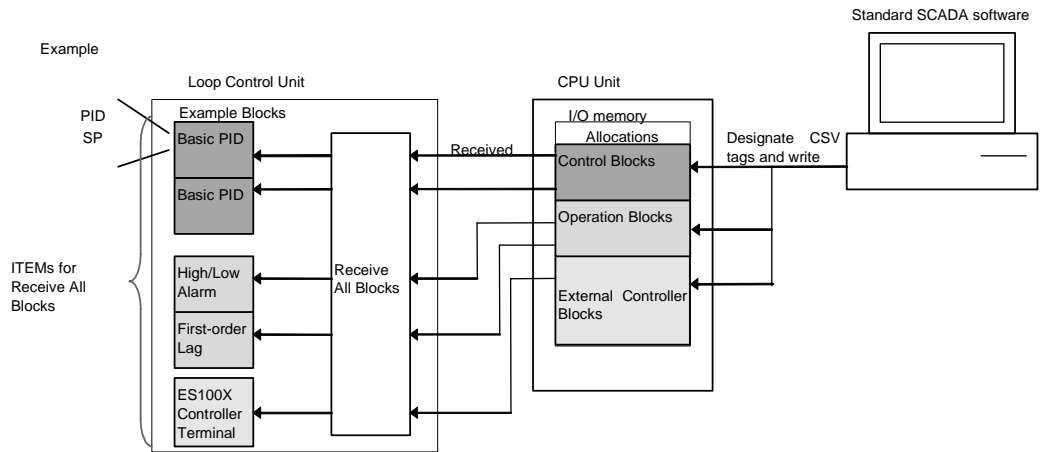 Standard SCADA software
Example
Loop Control Unit
CPU Unit
PID
SP
Example Blocks
Basic PID
Basic PID
I/O memory
Allocations
Received
Control Blocks
Designate CSV
tags and write
Operation Blocks
ITEMs for
Receive All
Blocks
High/Low
Alarm
First-order
Lag
Receive
All Blocks
External Controller
Blocks
ES100X
Controller
Terminal